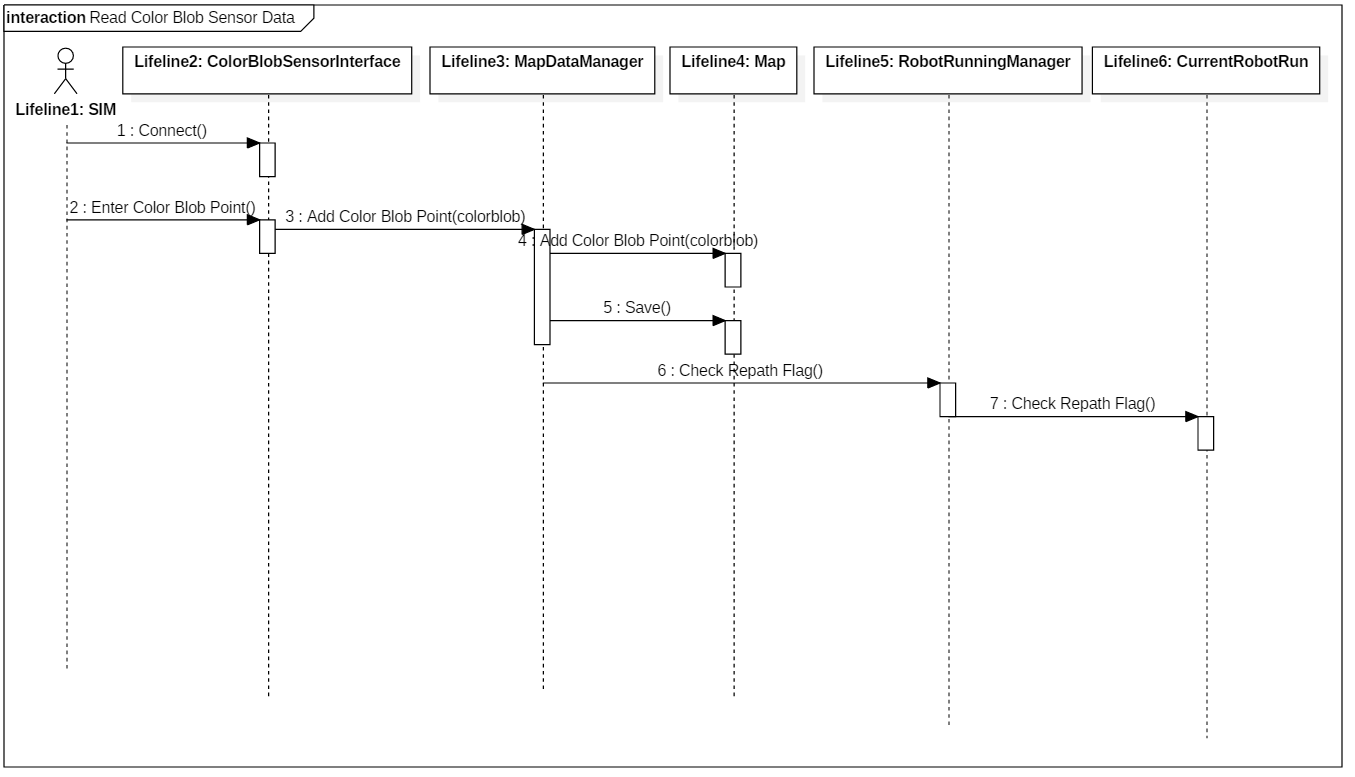 interaction Read Color Blob Sensor Data
Lifeline1: SIM
Lifeline2: ColorBlobSensorInterface
Lifeline3: MapDataManager
Lifeline4: Map
Lifeline5: RobotRunningManager
Lifeline6: CurrentRobotRun
1 : Connect()
2 : Enter Color Blob Point()
3 : Add Color Blob Point(colorblob)
4 : Add Color Blob Point(colorblob)
5 : Save()
6 : Check Repath Flag()
7 : Check Repath Flag()